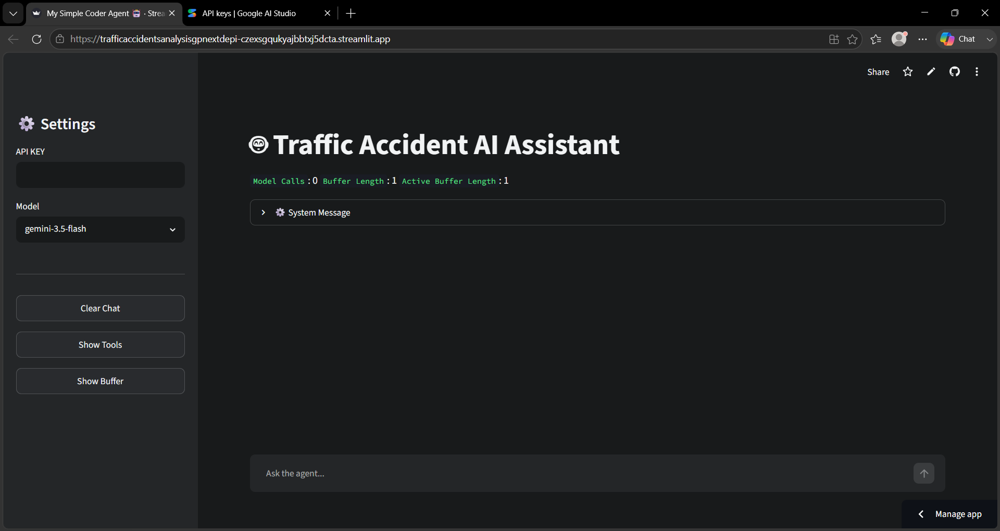 My Simple Coder Agent 🤖 · Strea
API keys | Google AI Studio
https://trafficaccidentsanalysisgpnextdepi-czexsgqukyajbbtxj5dcta.streamlit.app
Chat
Share
Settings
API KEY
Model
gemini-3.5-flash
Clear Chat
Show Tools
Show Buffer
Traffic Accident AI Assistant
Model Calls :0 Buffer Length :1 Active Buffer Length :1
System Message
Ask the agent...
Manage app